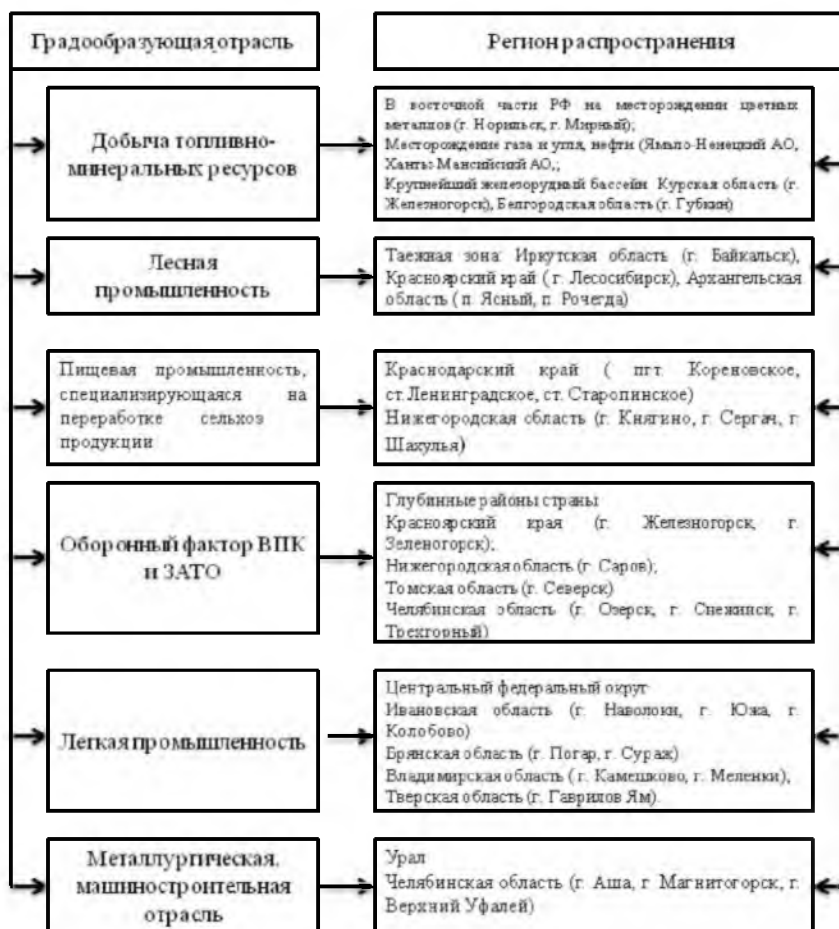 Градообразующая отрасль
Регион распространения
Добыча топливно-
минеральных ресурсов
В восточной части РФ на месторождении цветных
металлов (г. Норильск, г. Мирный);
Месторождение газа и угля, нефти (Ямало-Ненецкий АО,
Ханты-Мансийский АО,;
Крупнейший железорудный бассейн Курская область (г.
Железногорск), Белгородская область (г. Губкин)
Лесная
промышленность
Таежная зона: Иркутская область (г. Байкальск),
Красноярский край ( г. Лесосибирск), Архангельская
область ( п. Ясный, п. Рочегда)
Пищевая промышленность,
специализирующаяся на
переработке сельхоз
продукции
Краснодарский край ( пгт. Кореновское,
ст.Ленинградское, ст. Старопинское)
Нижегородская область (г. Княгино, г. Сергач, г.
Шахулья)
Оборонный фактор ВПК
и ЗАТО
Глубинные районы страны
Красноярский края (г. Железногорск, г.
Зеленогорск);
Нижегородская область (г. Саров);
Томская область (г. Северск)
Челябинская область (г. Озерск, г. Снежинск, г.
Трехгорный)
Легкая промышленность
Центральный федеральный округ
Ивановская область (г. Наволоки, г. Южа, г.
Колобово)
Брянская область (г. Погар, г. Сураж)
Владимирская область ( г. Камешково, г. Меленки),
Тверская область (г. Гаврилов Ям).
Металлургическая,
машиностроительная
отрасль
Урал
Челябинская область (г. Аша, г. Магнитогорск, г.
Верхний Уфалей)